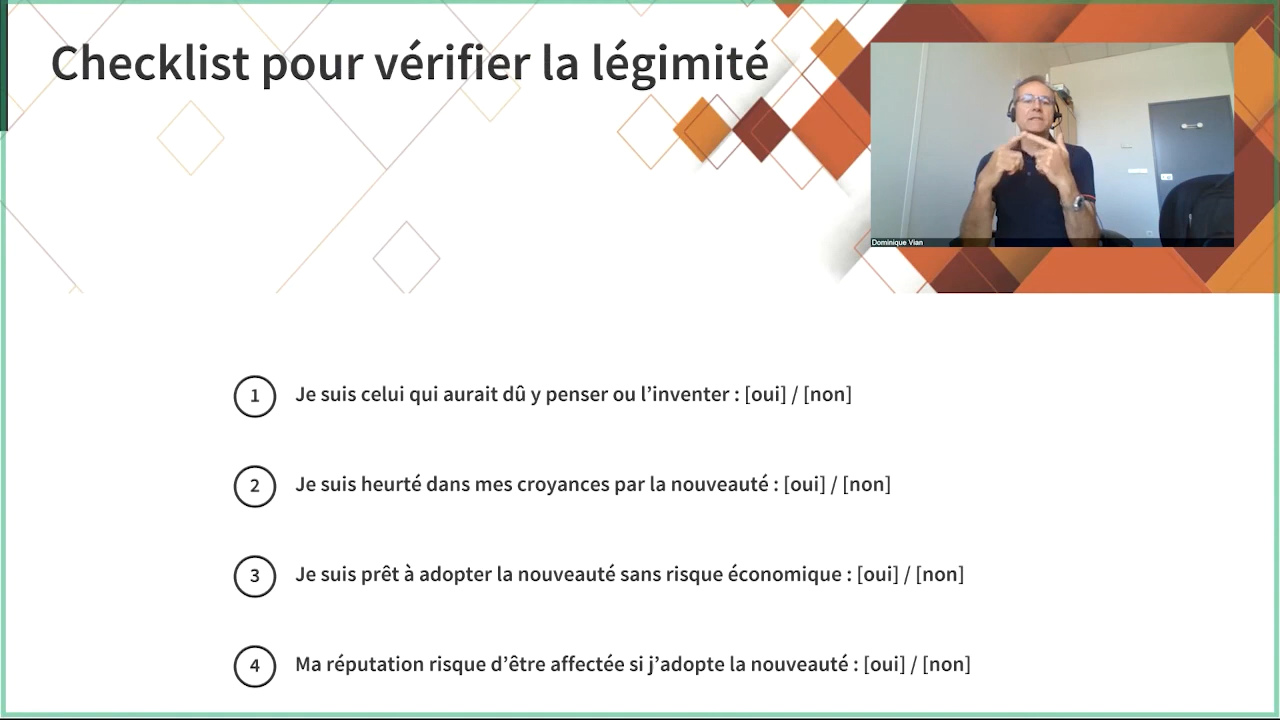 Checklist pour vérifier la légimité
Dominique Vian
1 Je suis celui qui aurait dû y penser ou l’inventer : [oui] / [non]
2 Je suis heurté dans mes croyances par la nouveauté : [oui] / [non]
3 Je suis prêt à adopter la nouveauté sans risque économique : [oui] / [non]
4 Ma réputation risque d’être affectée si j’adopte la nouveauté : [oui] / [non]